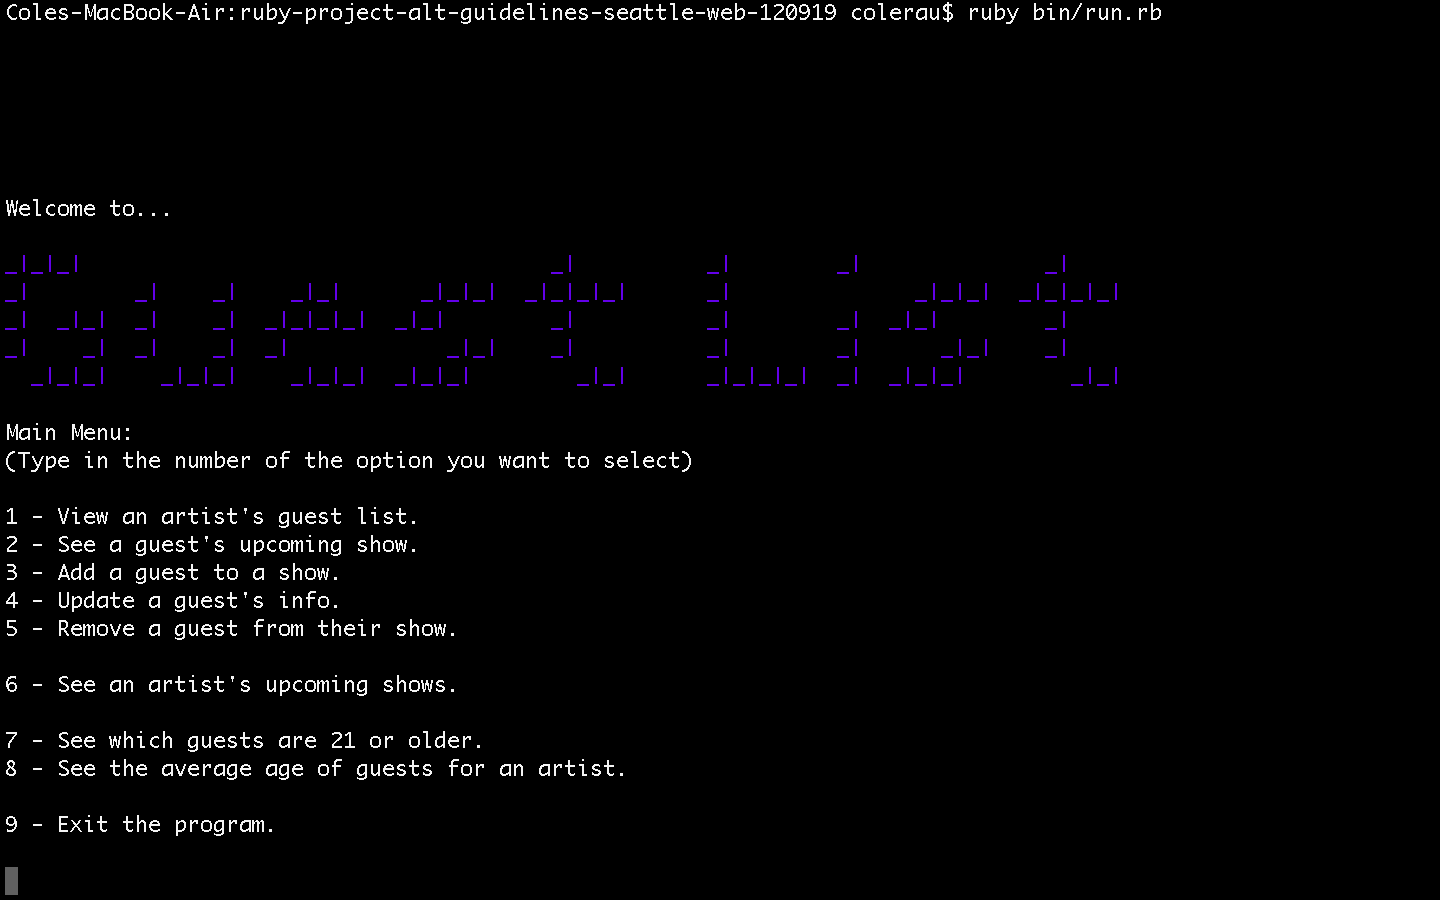 Coles-MacBook-Air:ruby-project-alt-guidelines-seattle-web-120919 colerau$ ruby bin/run.rb
Welcome to...
Guest List
Main Menu:
(Type in the number of the option you want to select)
1 - View an artist's guest list.
2 - See a guest's upcoming show.
3 - Add a guest to a show.
4 - Update a guest's info.
5 - Remove a guest from their show.
6 - See an artist's upcoming shows.
7 - See which guests are 21 or older.
8 - See the average age of guests for an artist.
9 - Exit the program.